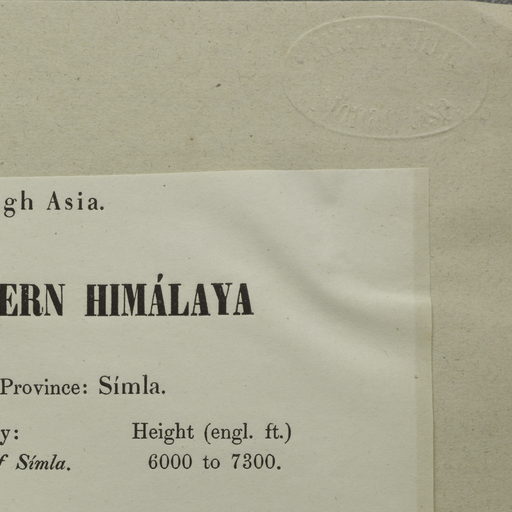 gh Asia.
ERN HIMÁLAYA
Province: Símla.
y: Height (engl. ft.)
f Símla. 6000 to 7300.